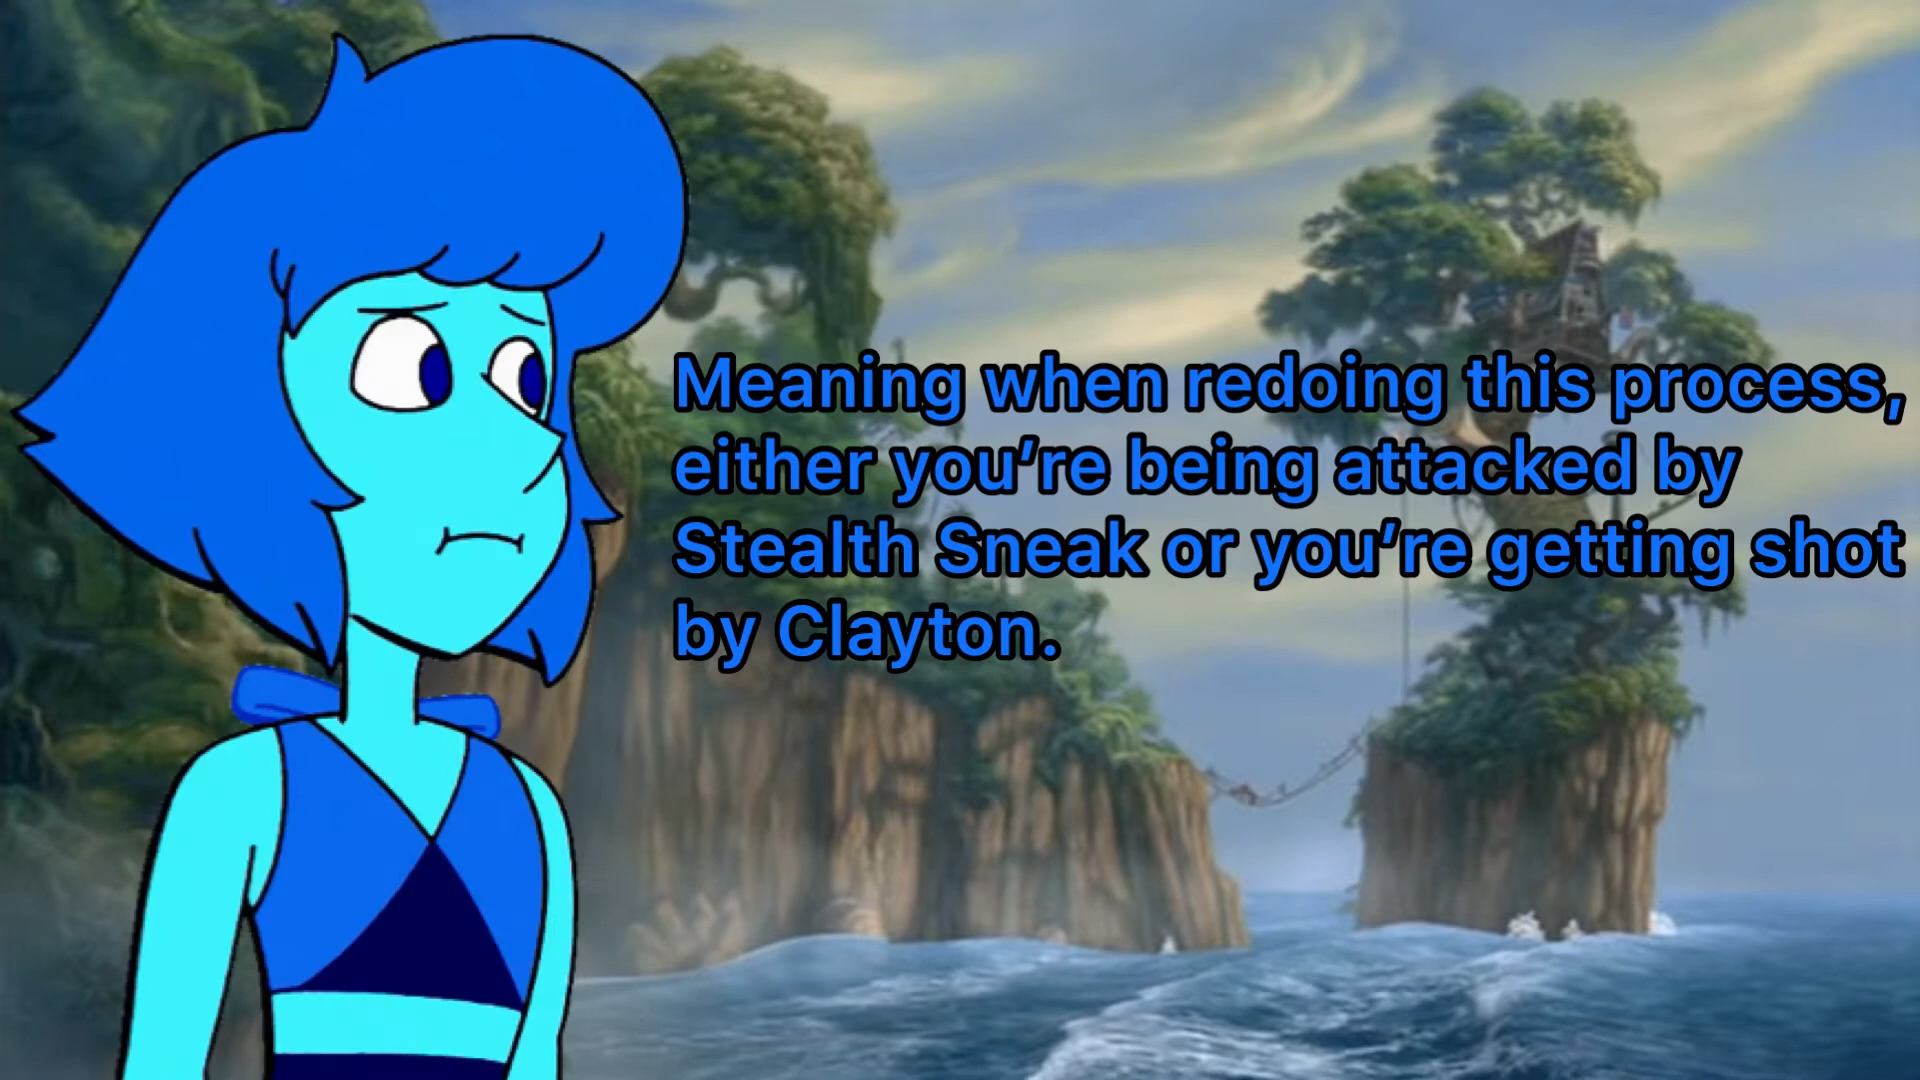 Meaning when redoing this process,
either you’re being attacked by
Stealth Sneak or you’re getting shot
by Clayton.